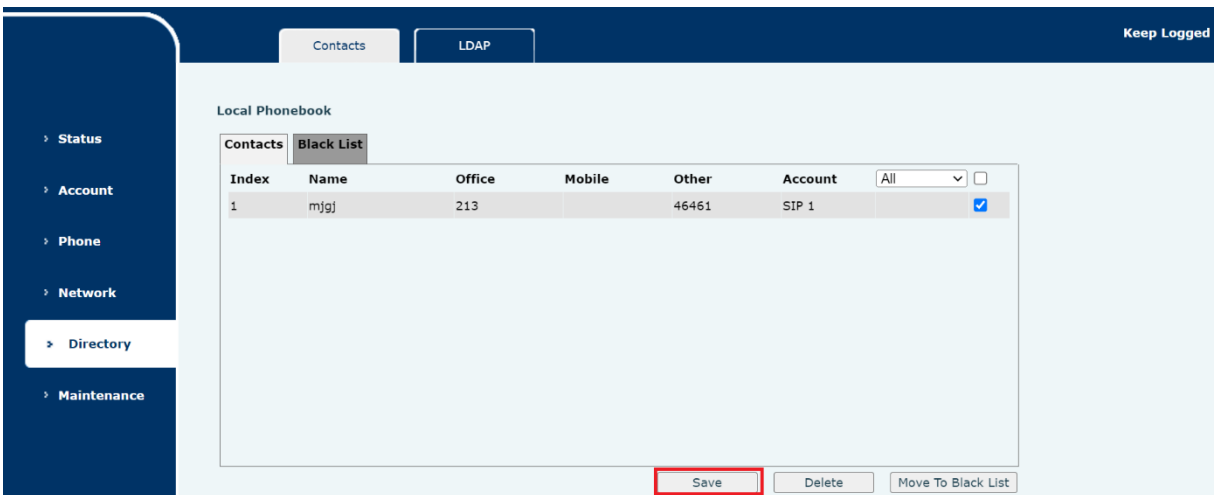 Contacts LDAP Keep Logged
Local Phonebook
Status
Account
Phone
Network
Directory
Maintenance
Contacts Black List
Index Name Office Mobile Other Account All
1 mjgj 213 46461 SIP 1
Save Delete Move To Black List